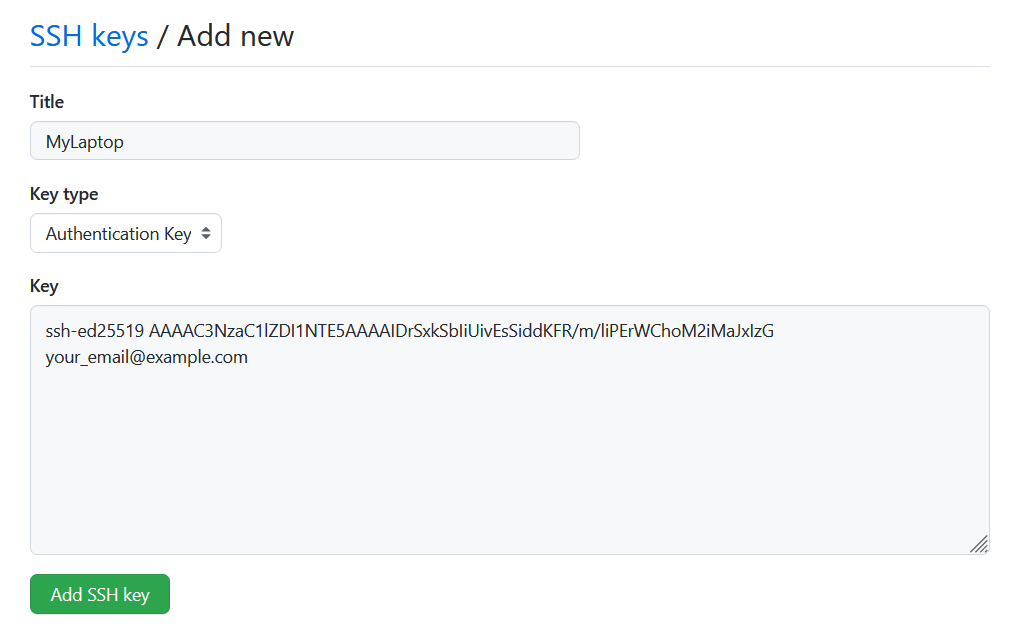 SSH keys / Add new
Title
MyLaptop
Key type
Authentication Key
Key
ssh-ed25519 AAAAC3NzaC1lZDI1NTE5AAAAIDrSxkSbIiUivEsSiddKFR/m/liPErWChoM2iMaJxIzG
your_email@example.com
Add SSH key